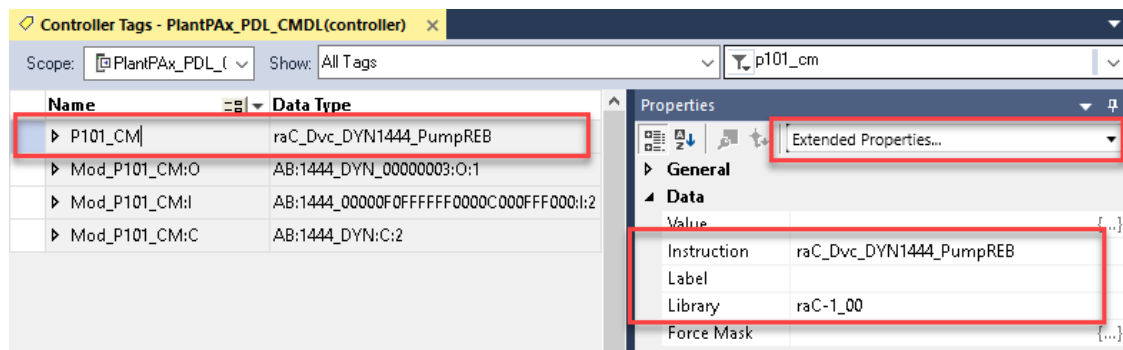 Controller Tags - PlantPAx_PDL_CMDL(controller)
Scope: PlantPAx_PDL_( Show: All Tags p101_cm
Name Data Type Properties
P101_CM raC_Dvc_DYN1444_PumpREB Extended Properties...
Mod_P101_CM:O AB:1444_DYN_00000003:O:1 General
Mod_P101_CM:I AB:1444_00000F0FFFFFF0000C000FFF000:I:2 Data
Value {...}
Mod_P101_CM:C AB:1444_DYN:C:2 Instruction raC_Dvc_DYN1444_PumpREB
Label
Library raC-1_00
Force Mask {...}